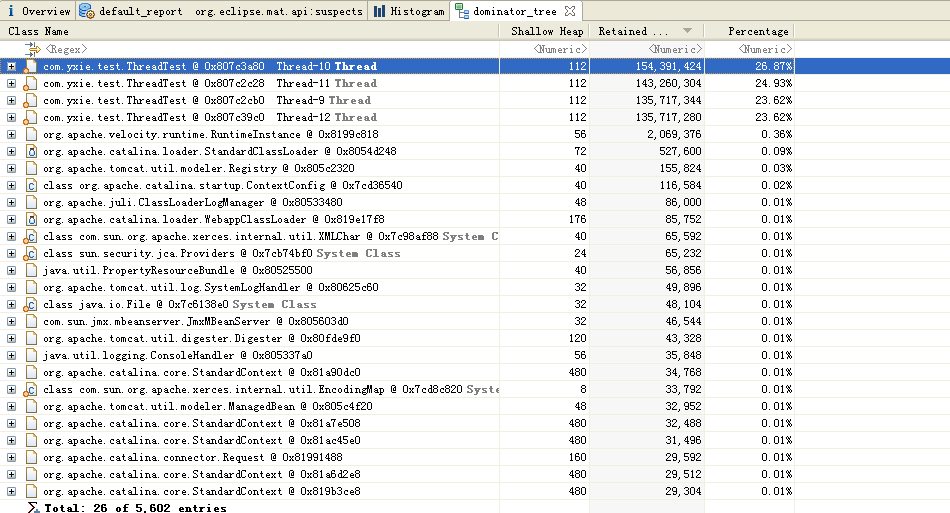 Overview default_report org.eclipse.mat.api:suspects Histogram dominator_tree
Class Name Shallow Heap Retained ... Percentage
<Regex> <Numeric> <Numeric> <Numeric>
com.yxie.test.ThreadTest @ 0x807c3a80 Thread-10 Thread 112 154,391,424 26.87%
com.yxie.test.ThreadTest @ 0x807c2c28 Thread-11 Thread 112 143,260,304 24.93%
com.yxie.test.ThreadTest @ 0x807c2cb0 Thread-9 Thread 112 135,717,344 23.62%
com.yxie.test.ThreadTest @ 0x807c39c0 Thread-12 Thread 112 135,717,280 23.62%
org.apache.velocity.runtime.RuntimeInstance @ 0x8199c818 56 2,069,376 0.36%
org.apache.catalina.loader.StandardClassLoader @ 0x8054d248 72 527,600 0.09%
org.apache.tomcat.util.modeler.Registry @ 0x805c2320 40 155,824 0.03%
class org.apache.catalina.startup.ContextConfig @ 0x7cd36540 40 116,584 0.02%
org.apache.juli.ClassLoaderLogManager @ 0x80533480 48 86,000 0.01%
org.apache.catalina.loader.WebappClassLoader @ 0x819e17f8 176 85,752 0.01%
class com.sun.org.apache.xerces.internal.util.XMLChar @ 0x7c98af88 System C 40 65,592 0.01%
class sun.security.jca.Providers @ 0x7cb74bf0 System Class 24 65,232 0.01%
java.util.PropertyResourceBundle @ 0x80525500 40 56,856 0.01%
org.apache.tomcat.util.log.SystemLogHandler @ 0x80625c60 32 49,896 0.01%
class java.io.File @ 0x7c6138e0 System Class 32 48,104 0.01%
com.sun.jmx.mbeanserver.JmxMBeanServer @ 0x805603d0 32 46,544 0.01%
org.apache.tomcat.util.digester.Digester @ 0x80fde9f0 120 43,328 0.01%
java.util.logging.ConsoleHandler @ 0x805337a0 56 35,848 0.01%
org.apache.catalina.core.StandardContext @ 0x81a90dc0 480 34,768 0.01%
class com.sun.org.apache.xerces.internal.util.EncodingMap @ 0x7cd8c820 Syste 8 33,792 0.01%
org.apache.tomcat.util.modeler.ManagedBean @ 0x805c4f20 48 32,952 0.01%
org.apache.catalina.core.StandardContext @ 0x81a7e508 480 32,488 0.01%
org.apache.catalina.core.StandardContext @ 0x81ac45e0 480 31,496 0.01%
org.apache.catalina.connector.Request @ 0x81991488 160 29,592 0.01%
org.apache.catalina.core.StandardContext @ 0x81a6d2e8 480 29,512 0.01%
org.apache.catalina.core.StandardContext @ 0x819b3ce8 480 29,304 0.01%
Total: 26 of 5,602 entries